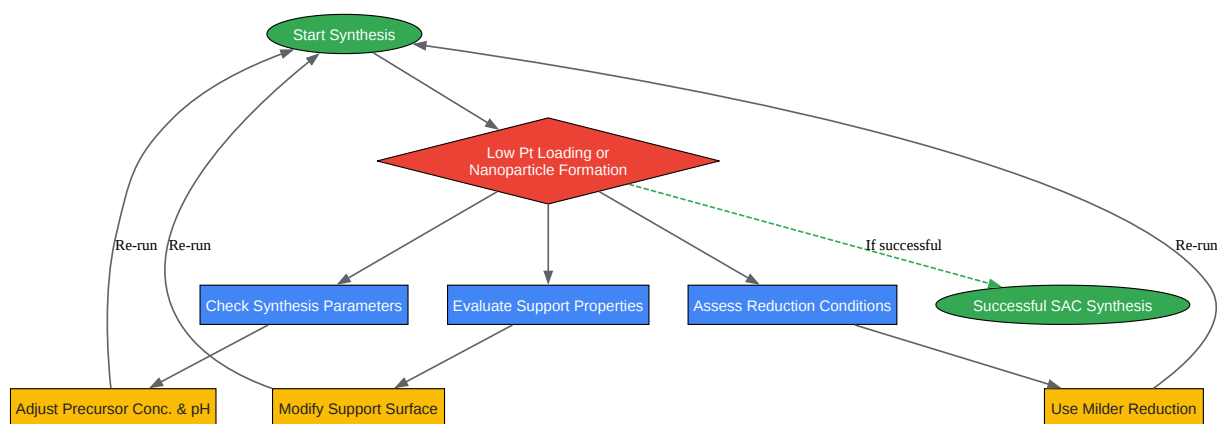 Start Synthesis
Low Pt Loading or
Nanoparticle Formation
Re-run
Re-run
If successful
Re-run
Check Synthesis Parameters
Evaluate Support Properties
Assess Reduction Conditions
Successful SAC Synthesis
Adjust Precursor Conc. & pH
Modify Support Surface
Use Milder Reduction